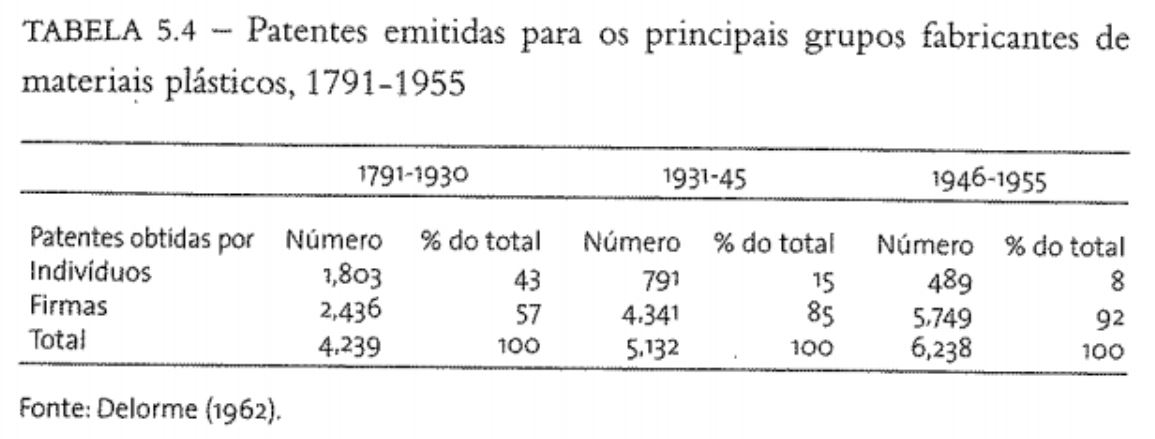 TABELA 5.4 – Patentes emitidas para os principais grupos fabricantes de
materiais plásticos, 1791-1955
1791-1930 1931-45 1946-1955
Patentes obtidas por Número % do total Número % do total Número % do total
Indivíduos 1,803 43 791 15 489 8
Firmas 2,436 57 4.341 85 5.749 92
Total 4.239 100 5.132 100 6,238 100
Fonte: Delorme (1962).